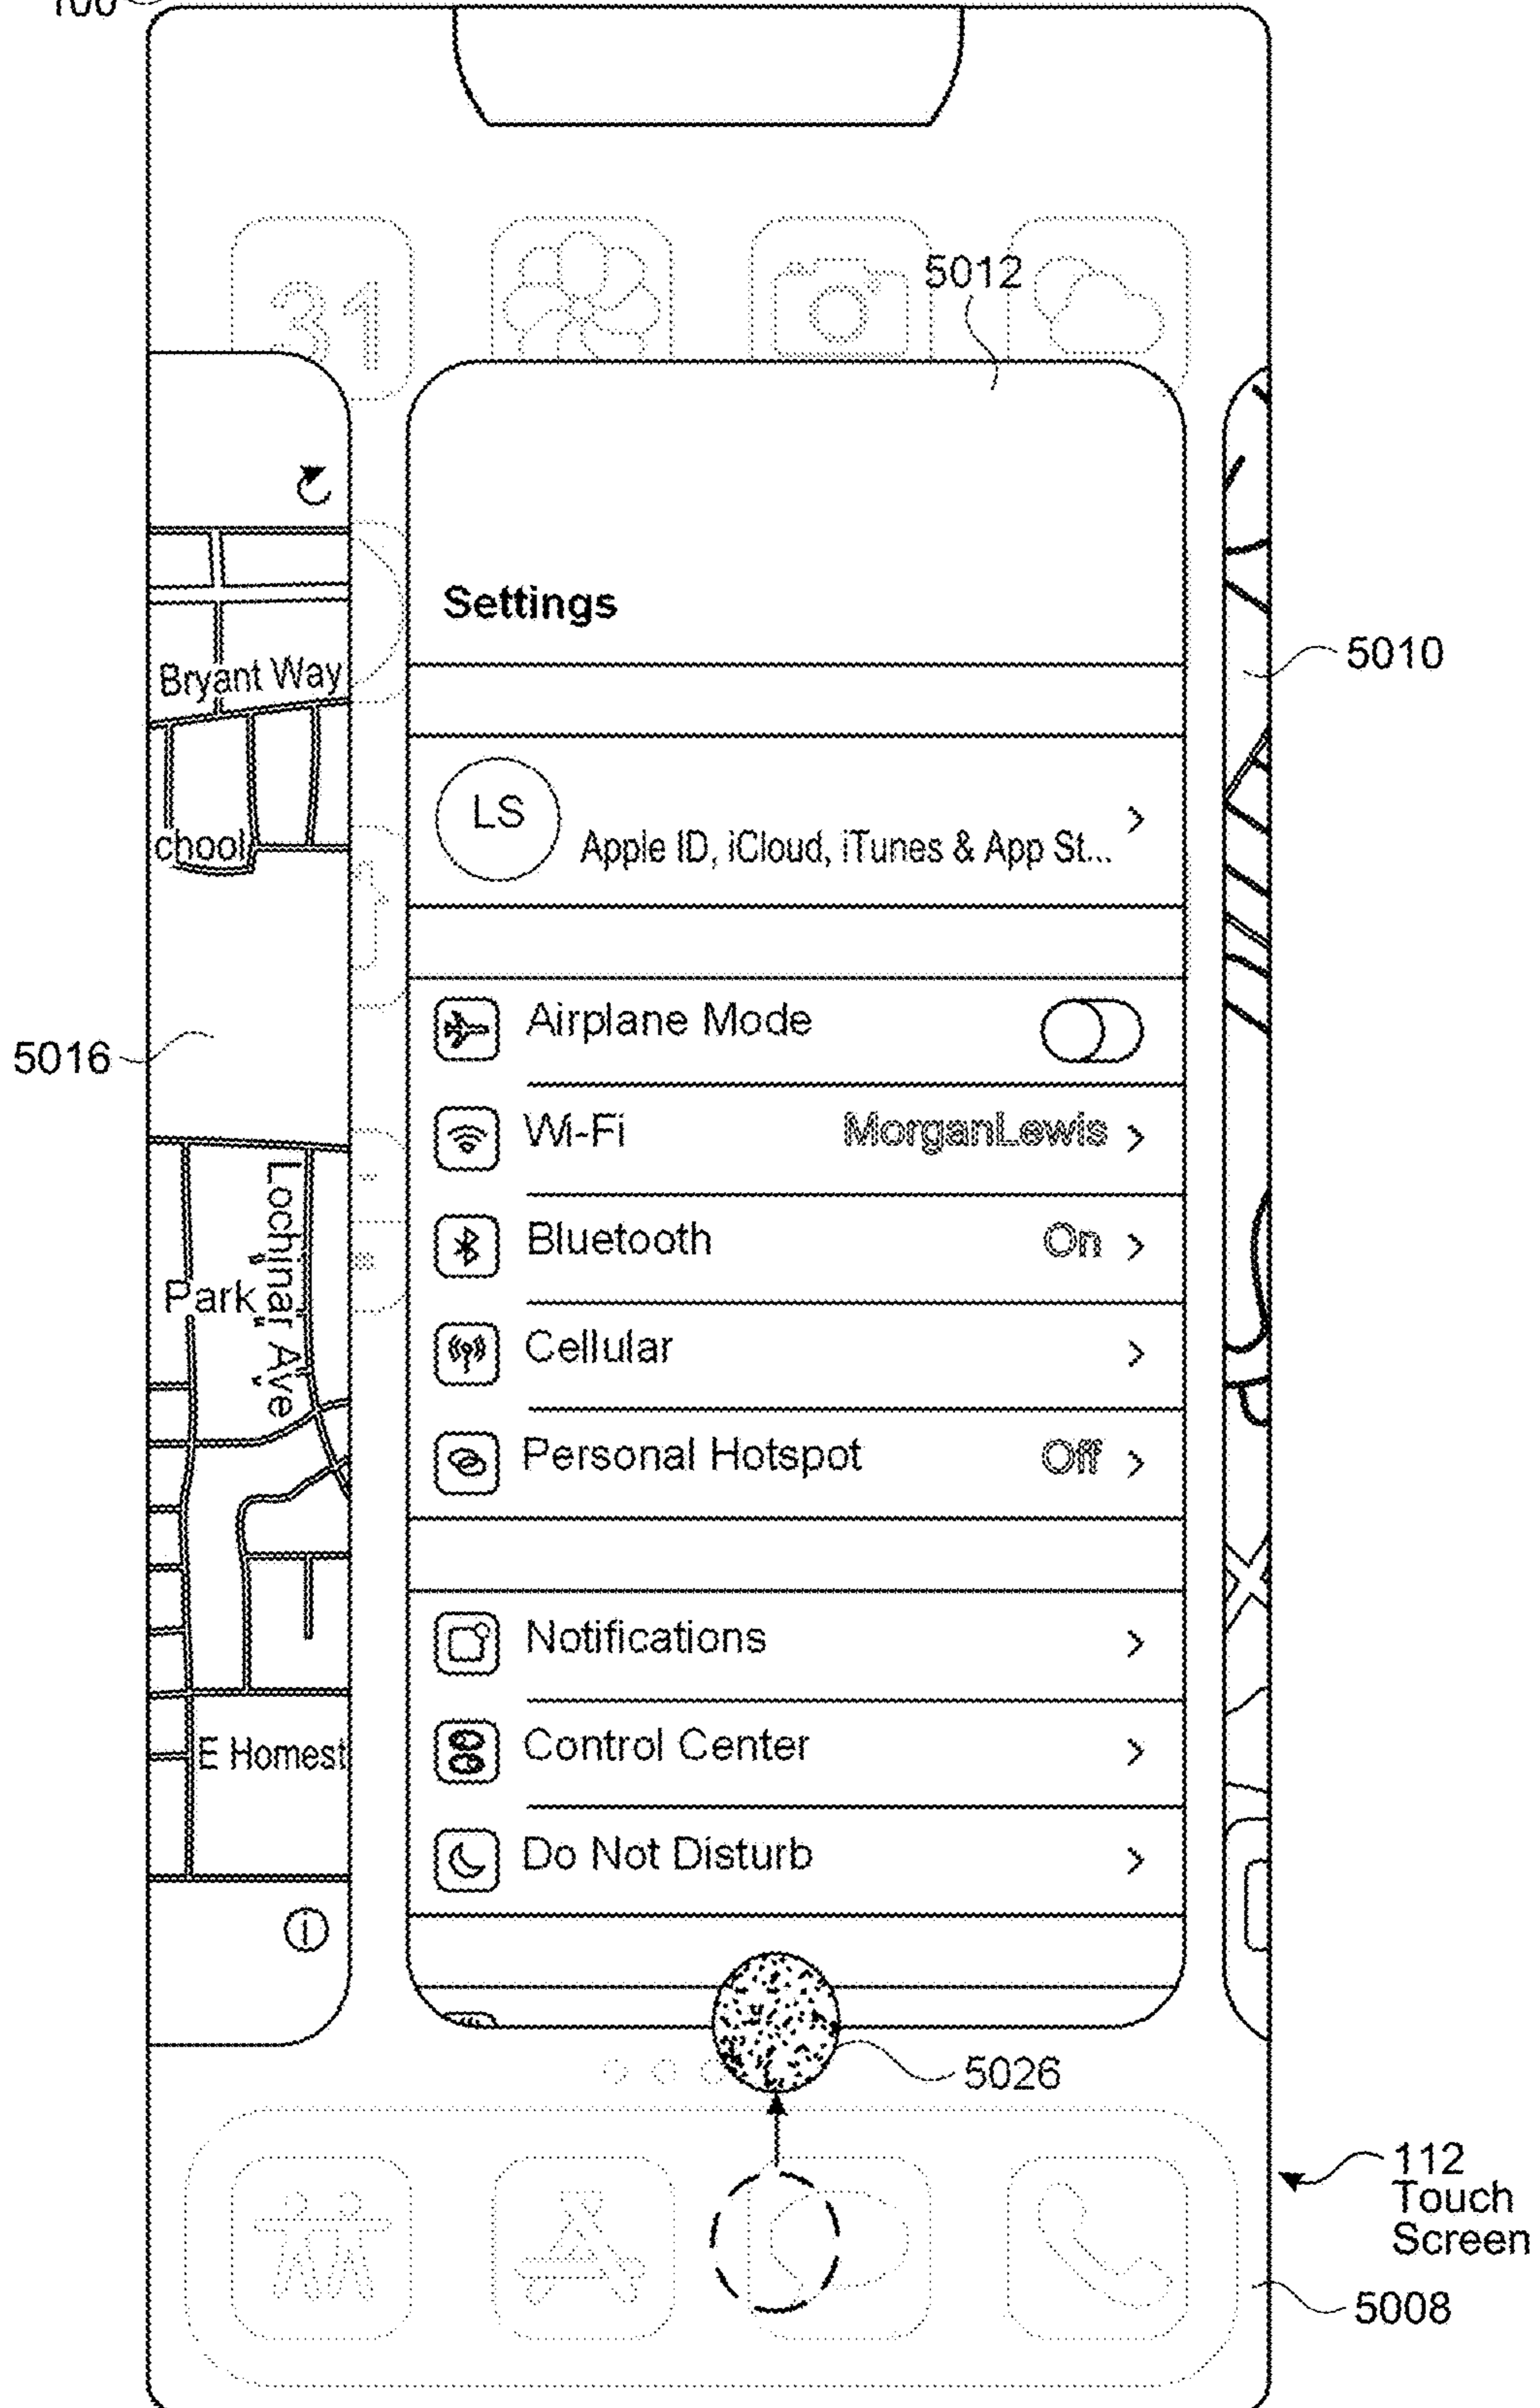 100
31
5012
Settings
5010
Bryant Way
LS
Apple ID, iCloud, iTunes & App St...
chool
Airplane Mode
5016
Wi-Fi MorganLewis
Bluetooth On
Park
Lochinar Ave
Cellular
Personal Hotspot Off
Notifications
Control Center
E Homest
Do Not Disturb
5026
112
Touch
Screen
5008